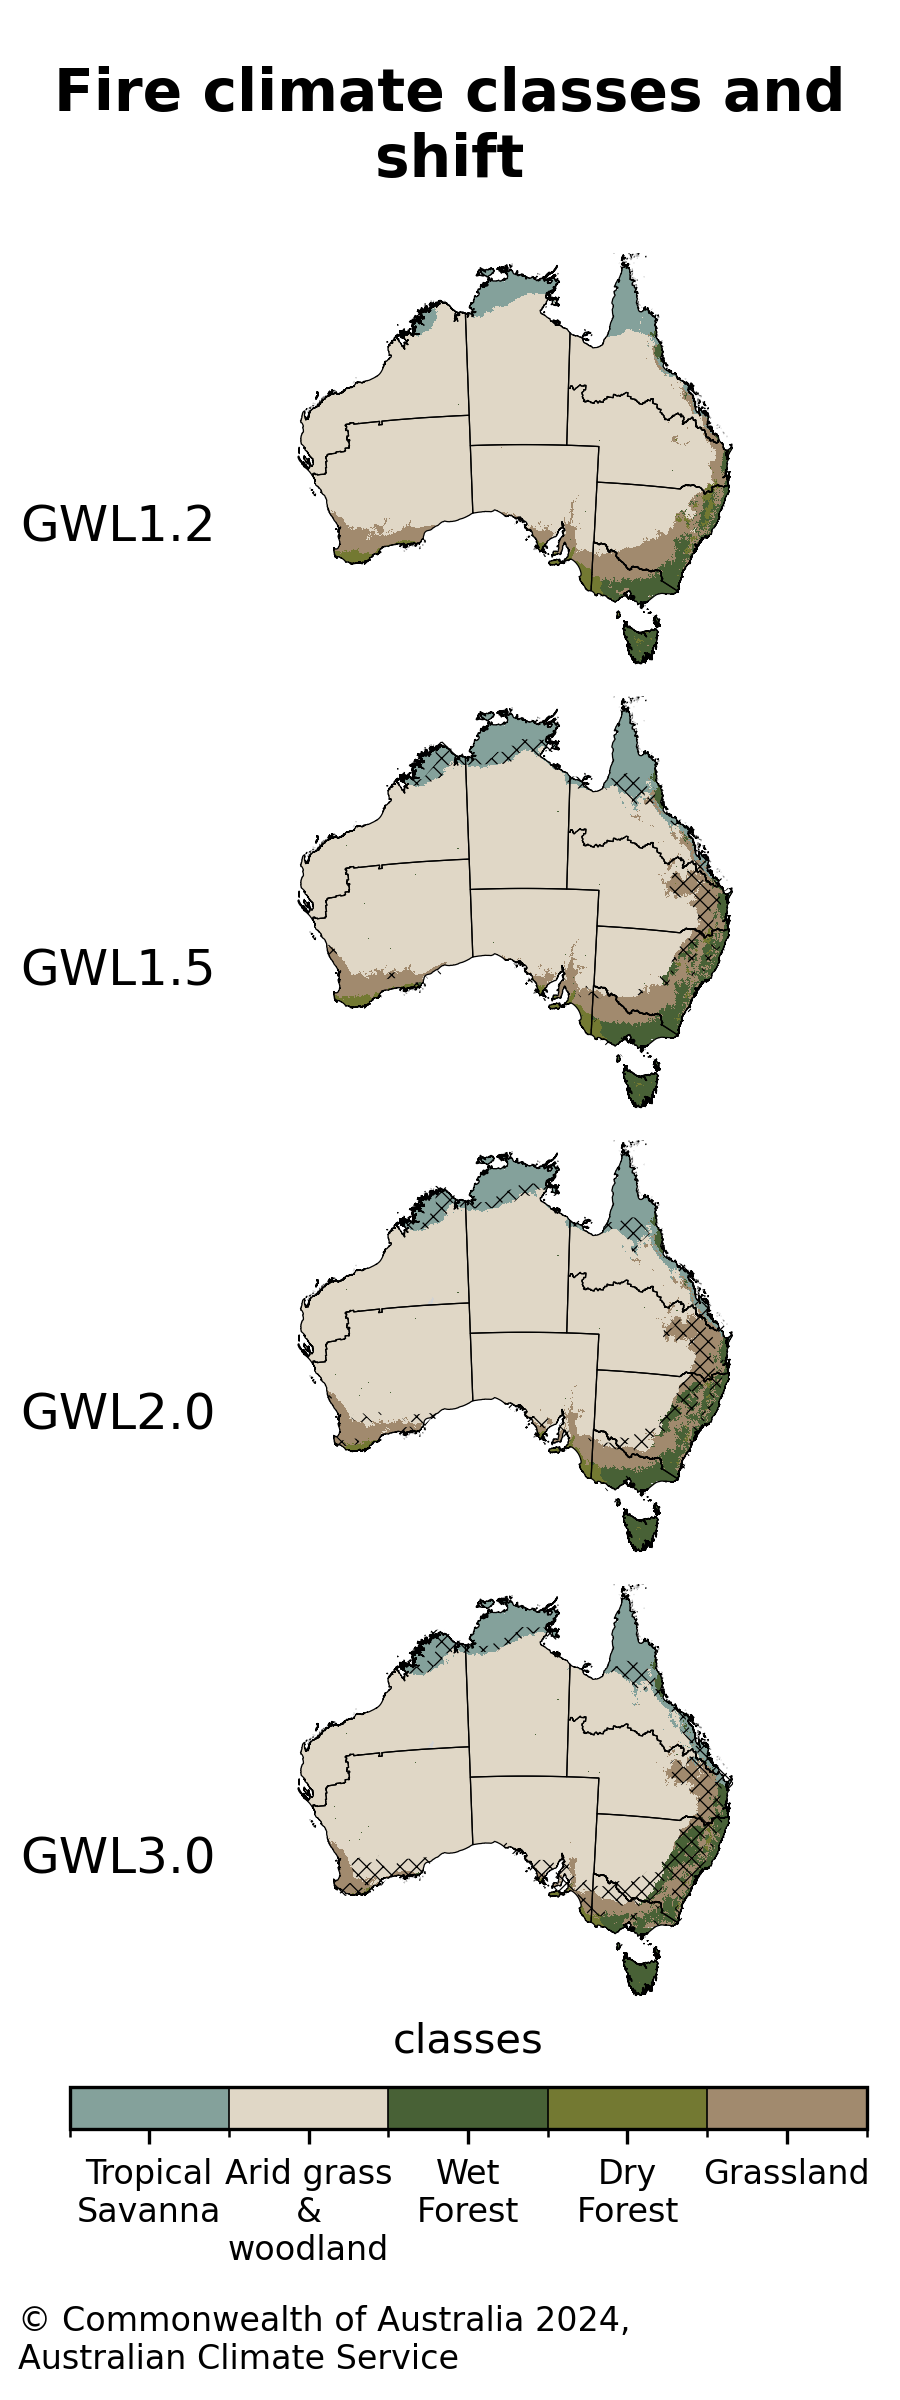 Fire climate classes and
shift
GWL1.2
GWL1.5
GWL2.0
GWL3.0
classes
Tropical
Savanna
Arid grass
&
woodland
Wet
Forest
Dry
Forest
Grassland
© Commonwealth of Australia 2024,
Australian Climate Service